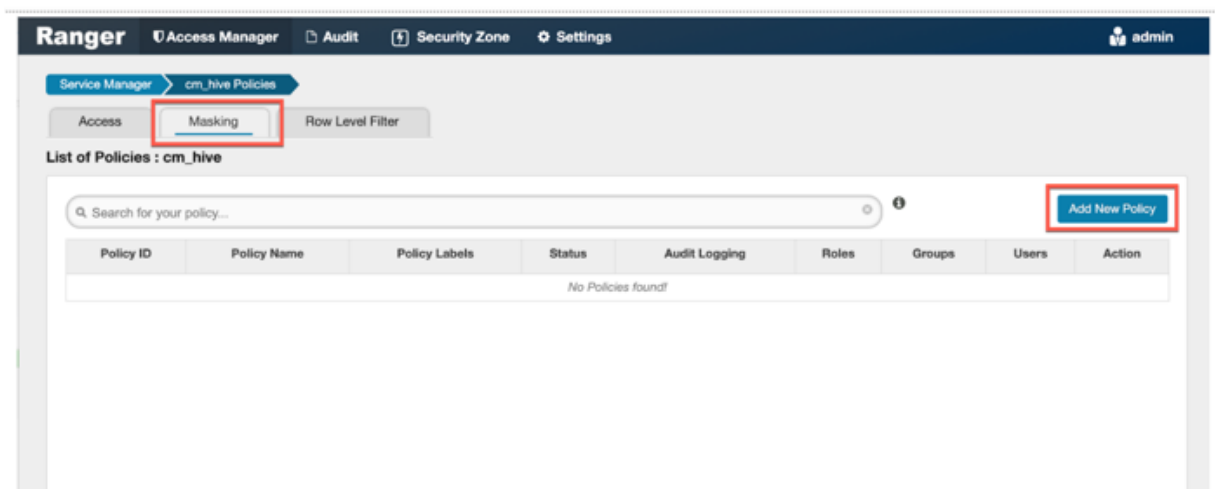 Ranger Access Manager Audit Security Zone Settings admin
Service Manager cm_hive Policies
Access Masking Row Level Filter
List of Policies : cm_hive
Search for your policy... Add New Policy
Policy ID Policy Name Policy Labels Status Audit Logging Roles Groups Users Action
No Policies found!